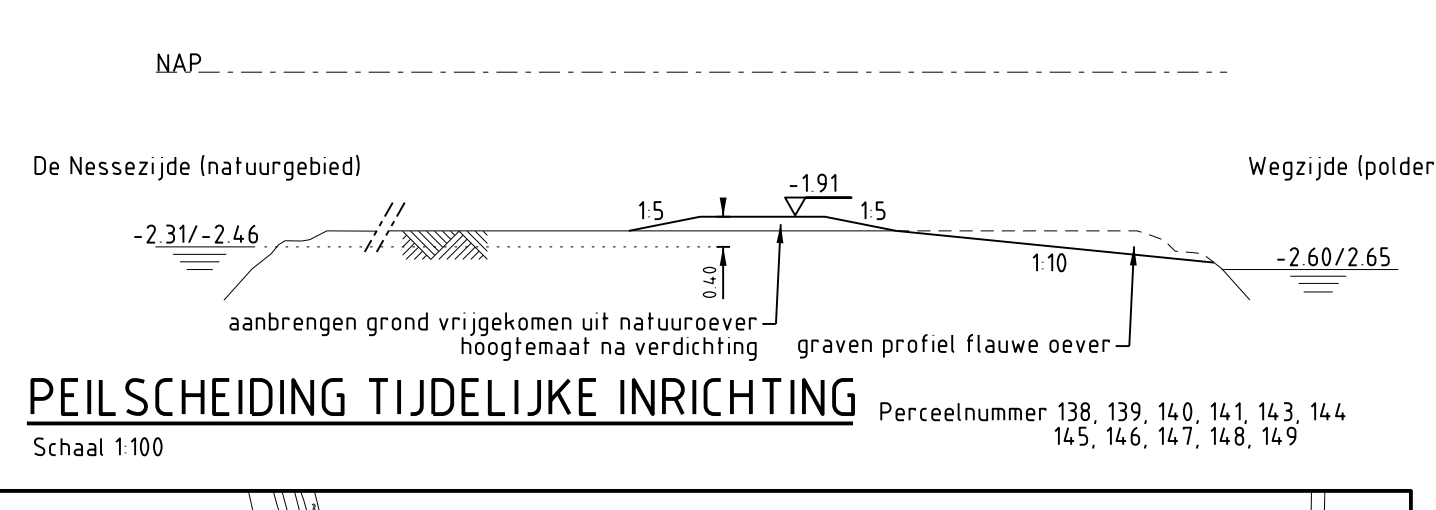 NAP
De Nessezijde (natuurgebied)
Wegzijde (polder
-1.91
1:5
1:5
-2.31/-2.46
-2.60/2.65
1:10
0.40
aanbrengen grond vrijgekomen uit natuuroever
hoogtemaat na verdichting
graven profiel flauwe oever
PEILSCHEIDING TIJDELIJKE INRICHTING
Perceelnummer 138, 139, 140, 141, 143, 144
145, 146, 147, 148, 149
Schaal 1:100